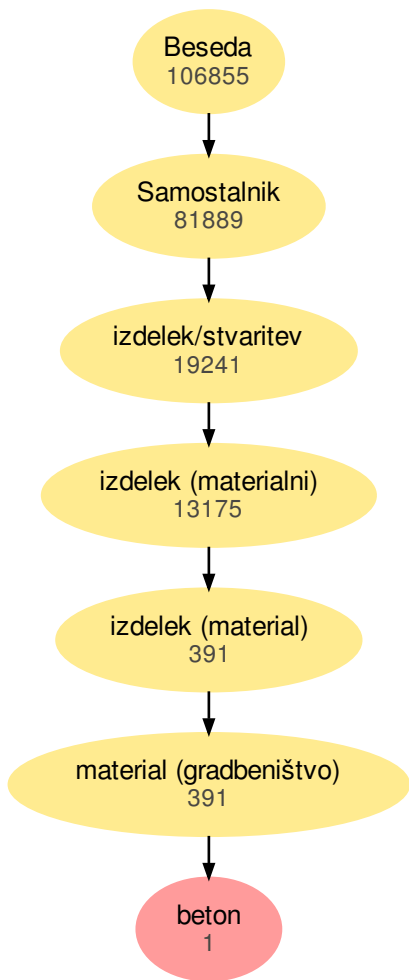 Beseda
106855
Samostalnik
81889
izdelek/stvaritev
19241
izdelek (materialni)
13175
izdelek (material)
391
material (gradbeništvo)
391
beton
1